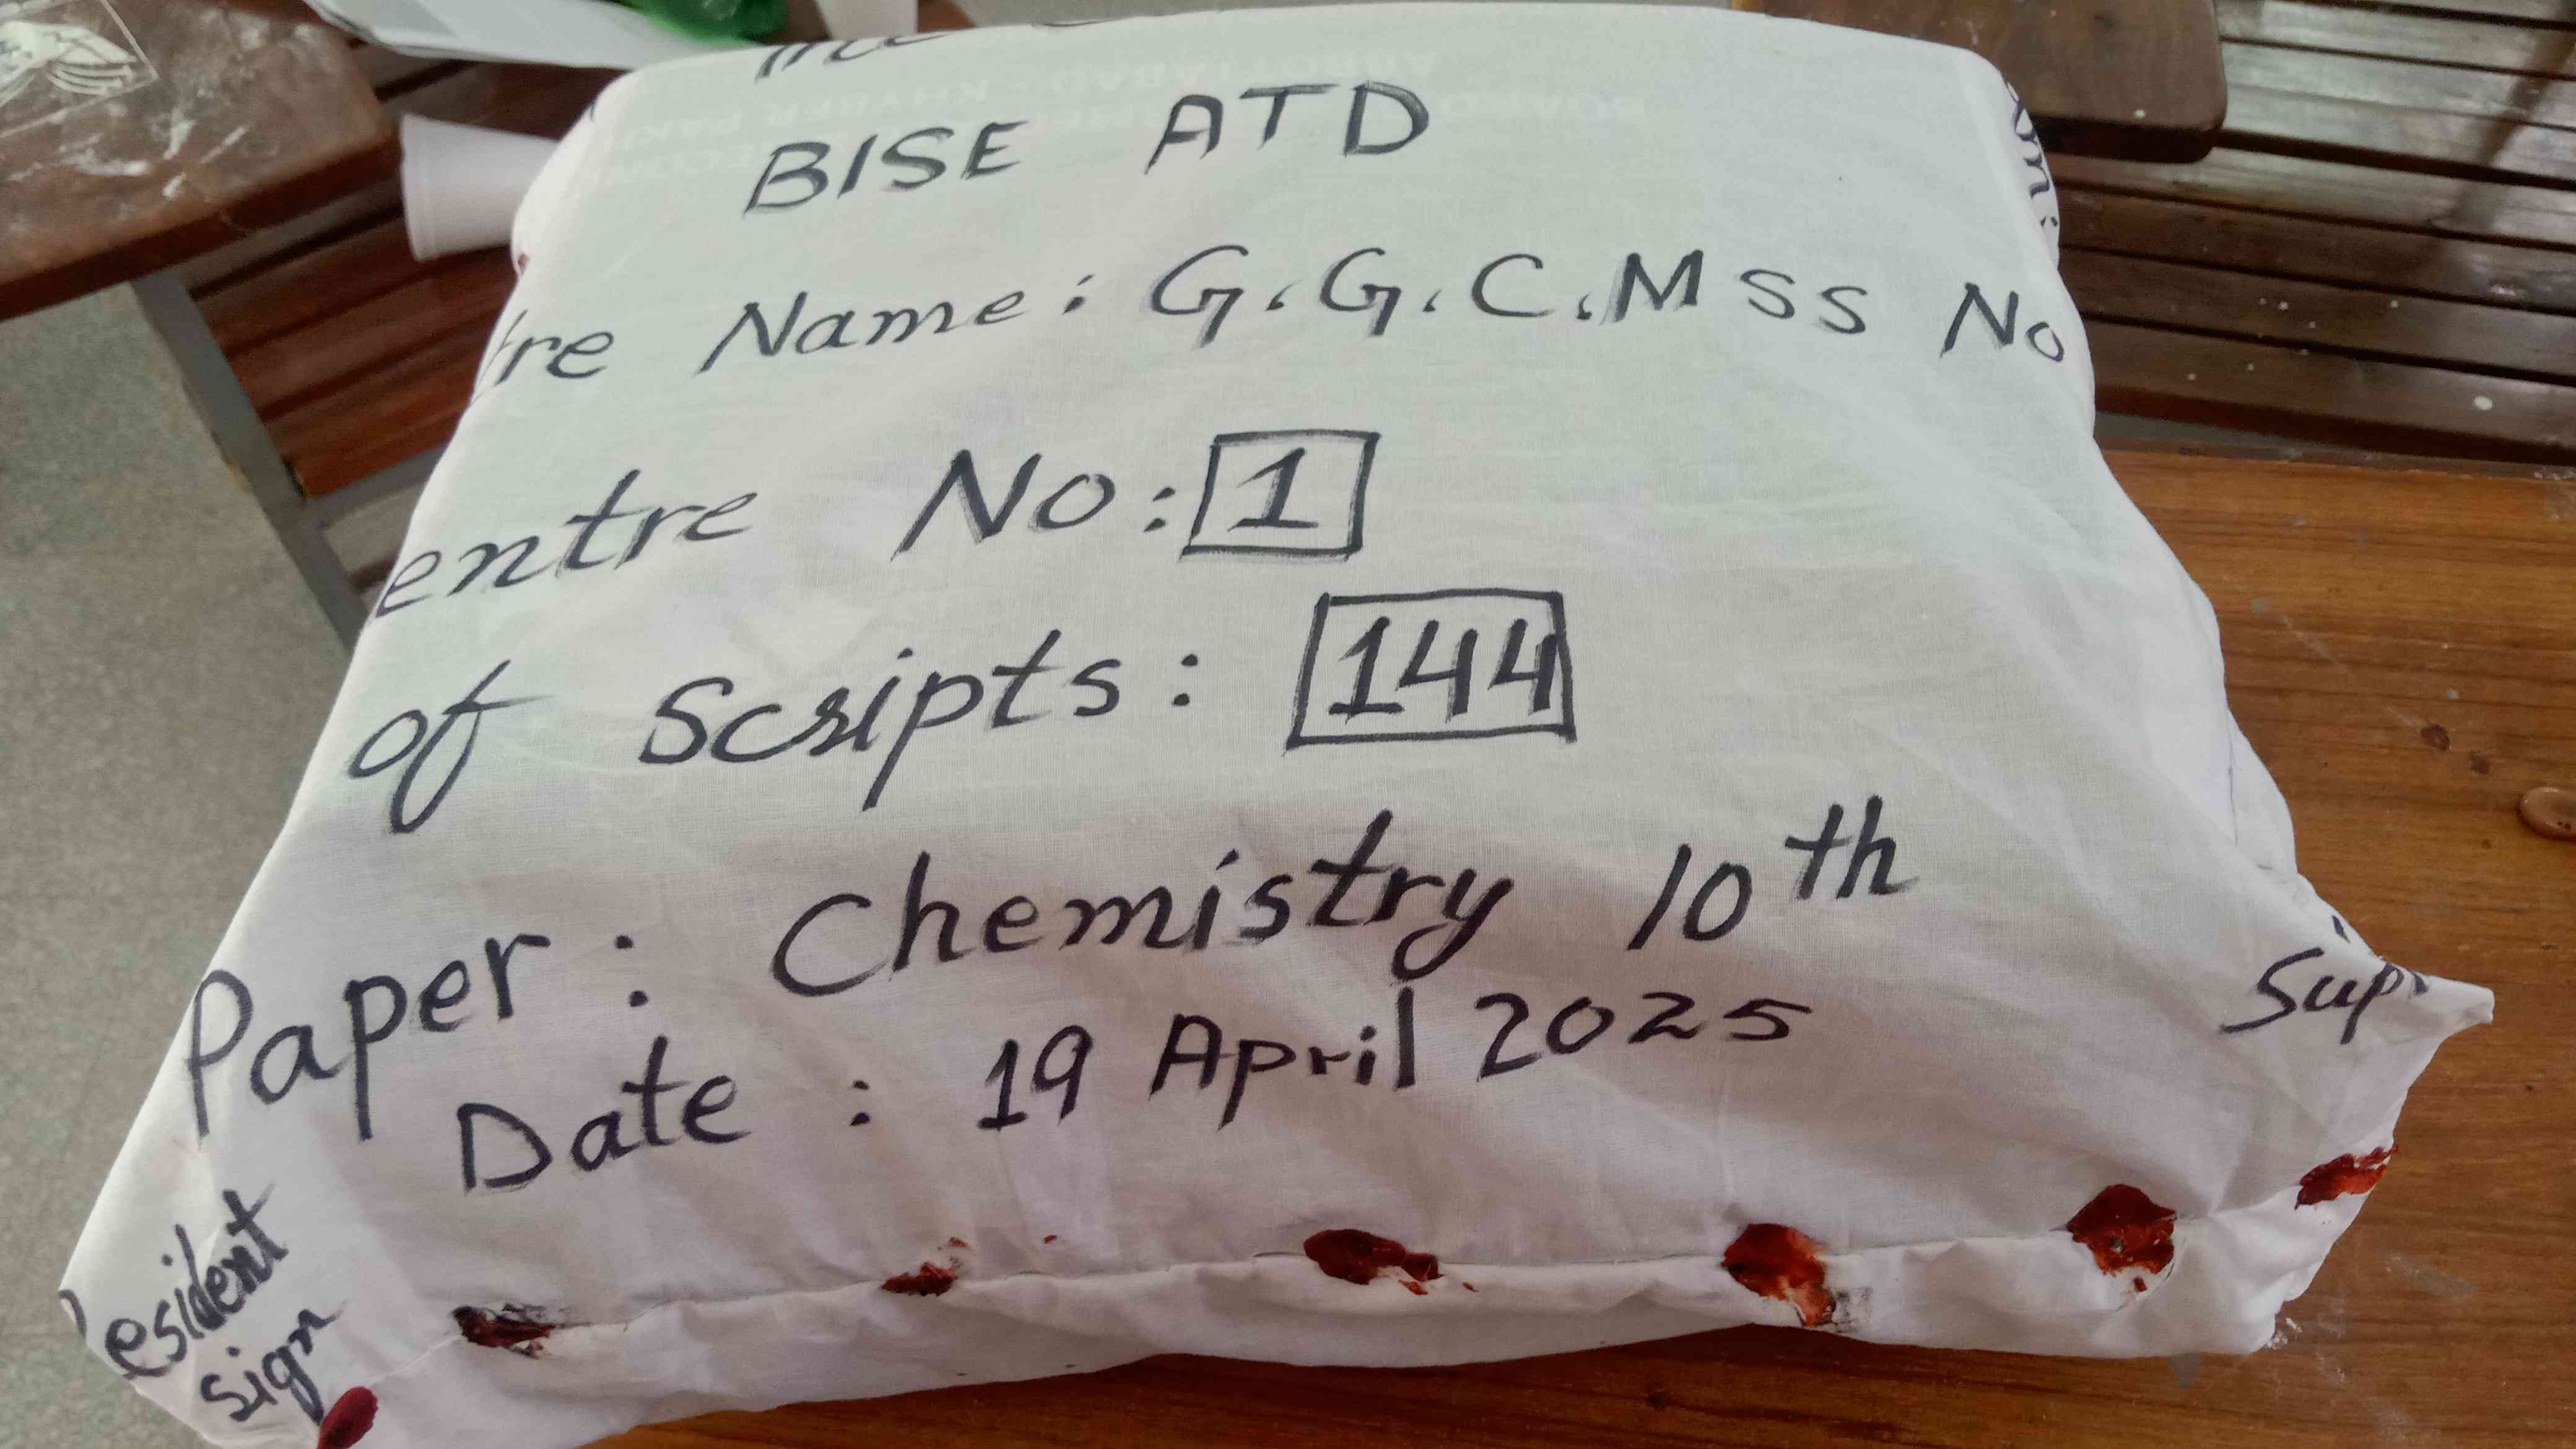 BISE ATD
tre Name: G.G.C.M SS No
entre No: 1
of Scripts: 144
Paper: Chemistry 10th
Date: 19 April 2025
Sup
esident
sign